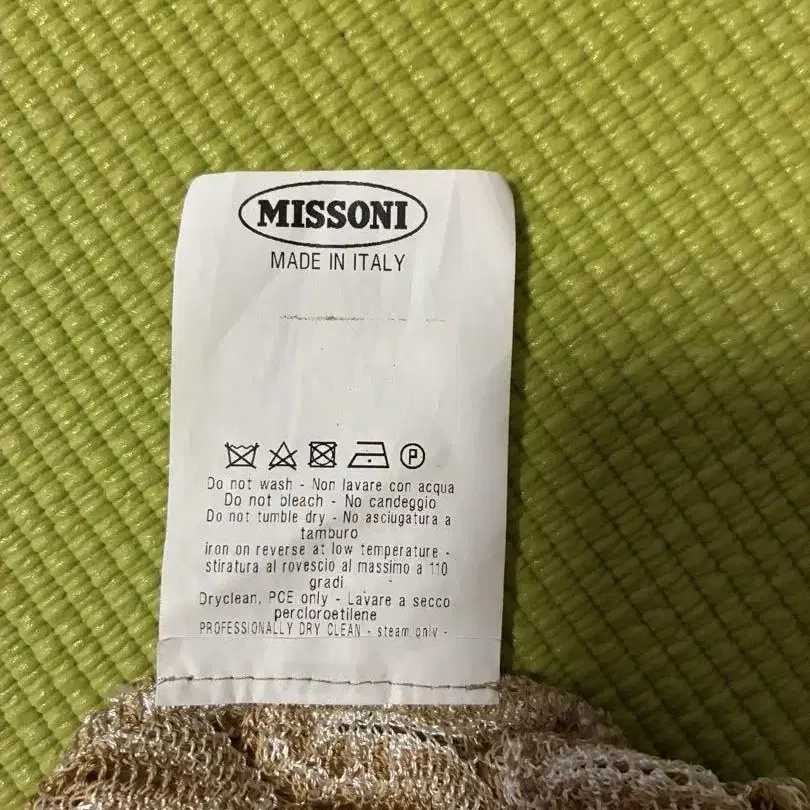 MISSONI
MADE IN ITALY
P
Do not wash - Non lavare con acqua
Do not bleach - No candeggio
Do not tumble dry - No asciugatura a
tamburo
iron on reverse at low temperature -
stiratura al rovescio al massimo a 110
gradi
Dryclean, PCE only - Lavare a secco
percloroetilene
PROFESSIONALLY DRY CLEAN - steam only -